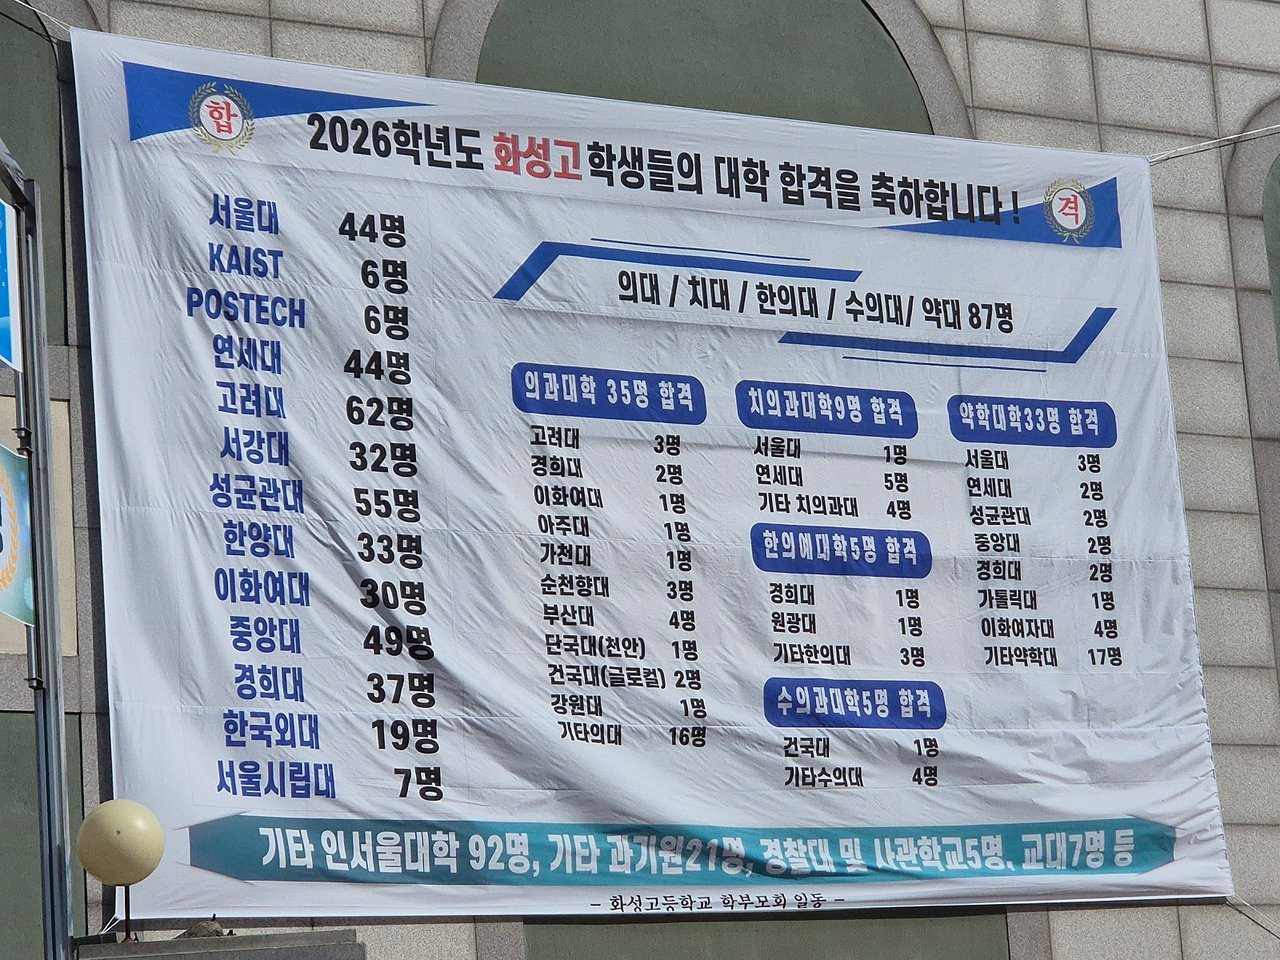 합
2026학년도 화성고 학생들의 대학 합격을 축하합니다 !
격
서울대 44명
KAIST 6명
POSTECH 6명
연세대 44명
고려대 62명
서강대 32명
성균관대 55명
한양대 33명
이화여대 30명
중앙대 49명
경희대 37명
한국외대 19명
서울시립대 7명
의대 / 치대 / 한의대 / 수의대/ 약대 87명
의과대학 35명 합격
고려대 3명
경희대 2명
이화여대 1명
아주대 1명
가천대 1명
순천향대 3명
부산대 4명
단국대(천안) 1명
건국대(글로컬) 2명
강원대 1명
기타의대 16명
치의과대학9명 합격
서울대 1명
연세대 5명
기타 치의과대 4명
한의예대학5명 합격
경희대 1명
원광대 1명
기타한의대 3명
수의과대학5명 합격
건국대 1명
기타수의대 4명
약학대학33명 합격
서울대 3명
연세대 2명
성균관대 2명
중앙대 2명
경희대 2명
가톨릭대 1명
이화여자대 4명
기타약학대 17명
기타 인서울대학 92명, 기타 과기원21명, 경찰대 및 사관학교5명, 교대7명 등
– 화성고등학교 학부모회 일동 –